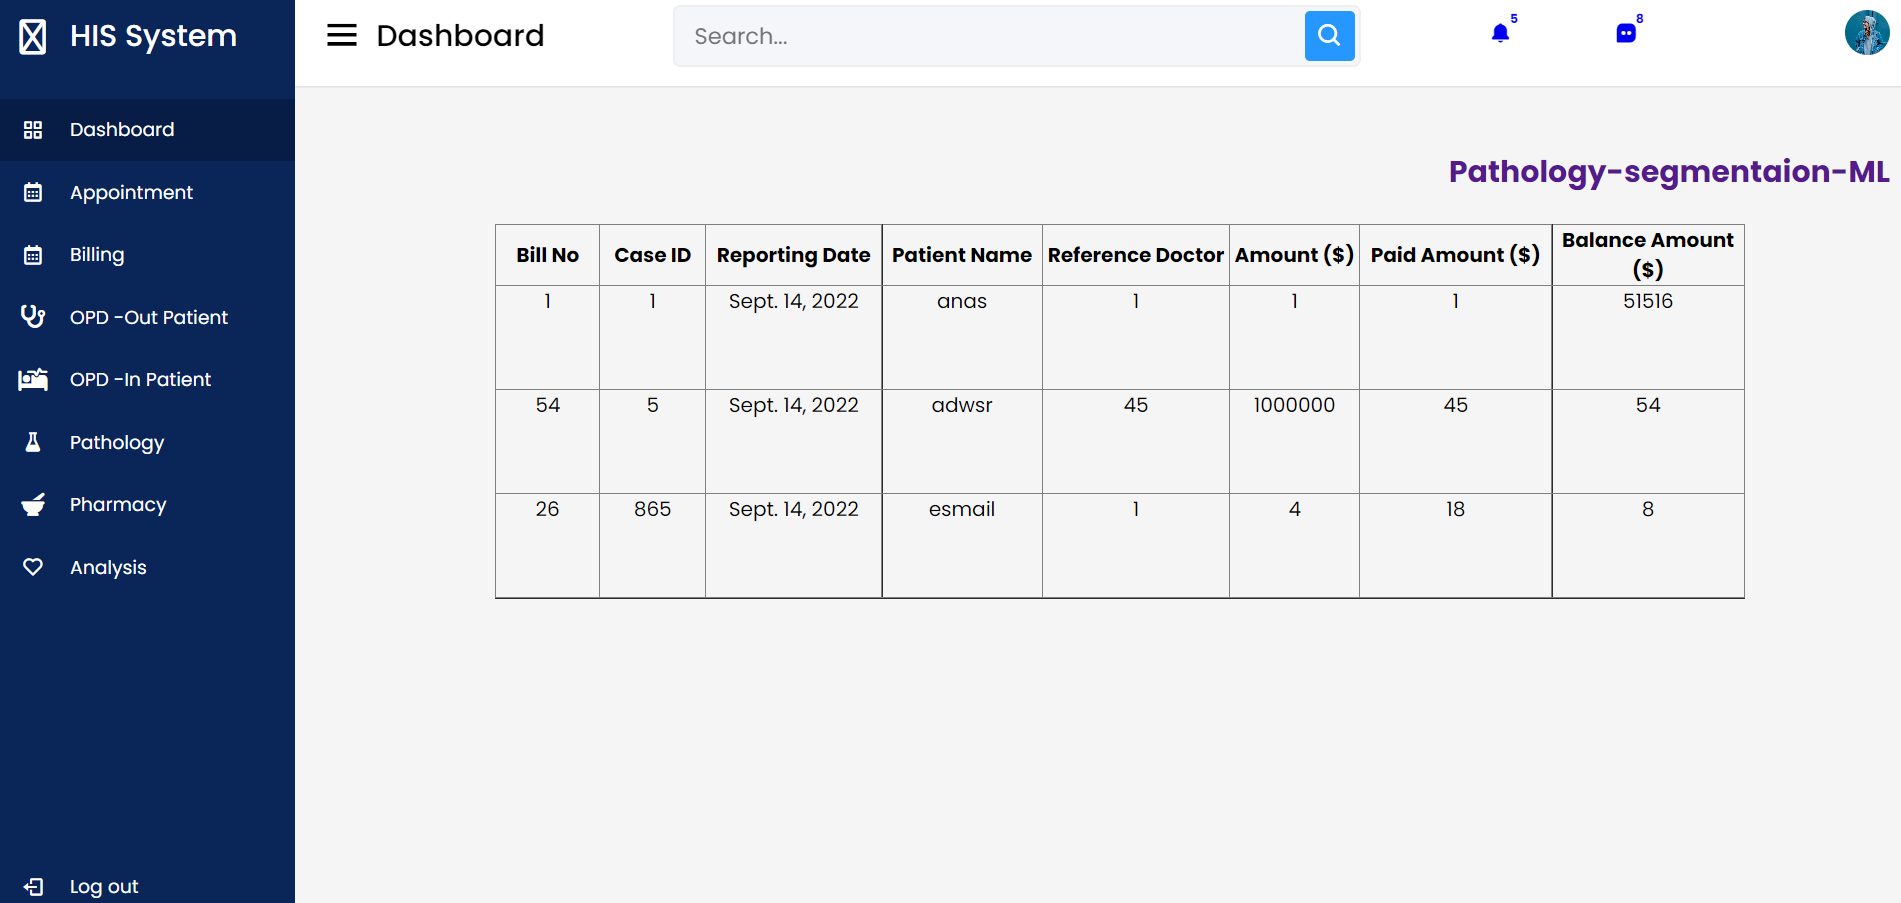 HIS System
Dashboard
Appointment
Billing
OPD -Out Patient
OPD -In Patient
Pathology
Pharmacy
Analysis
Log out
Dashboard
Search...
5
8
Pathology-segmentaion-ML
Bill No Case ID Reporting Date Patient Name Reference Doctor Amount ($) Paid Amount ($) Balance Amount ($)
1 1 Sept. 14, 2022 anas 1 1 1 51516
54 5 Sept. 14, 2022 adwsr 45 1000000 45 54
26 865 Sept. 14, 2022 esmail 1 4 18 8